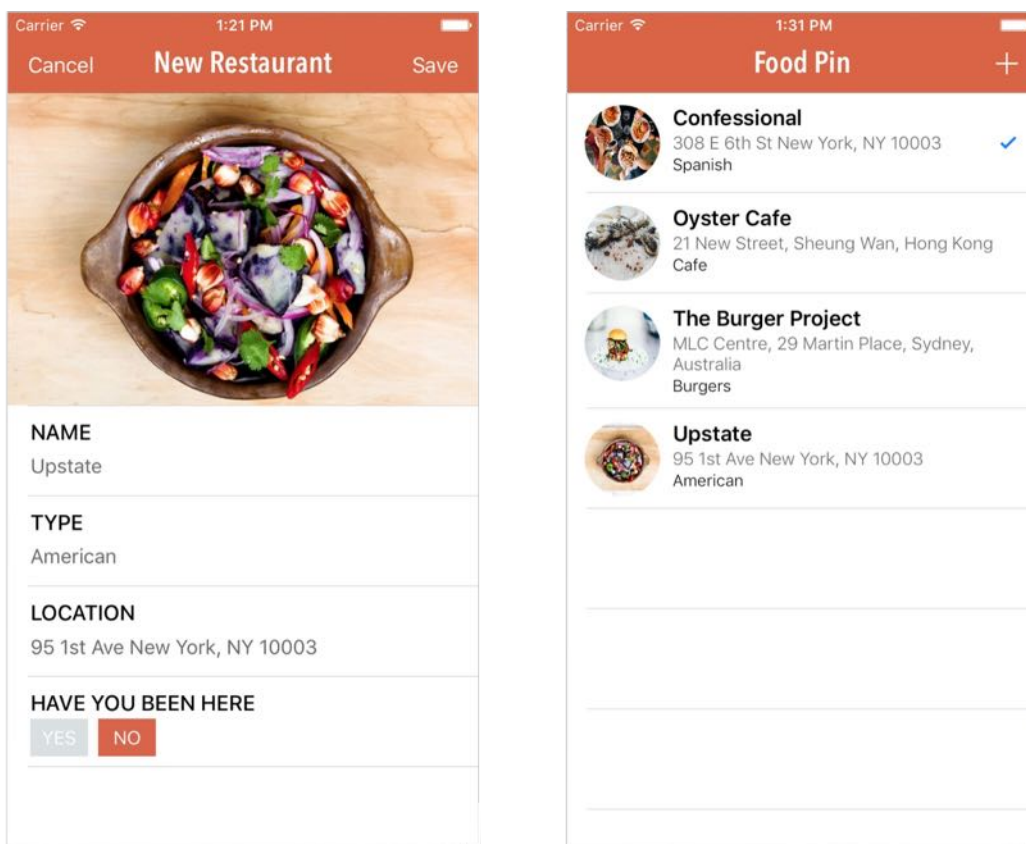 Carrier
1:21 PM
Cancel
New Restaurant
Save
NAME
Upstate
TYPE
American
LOCATION
95 1st Ave New York, NY 10003
HAVE YOU BEEN HERE
YES
NO
Carrier
1:31 PM
Food Pin
+
Confessional
308 E 6th St New York, NY 10003
Spanish
Oyster Cafe
21 New Street, Sheung Wan, Hong Kong
Cafe
The Burger Project
MLC Centre, 29 Martin Place, Sydney,
Australia
Burgers
Upstate
95 1st Ave New York, NY 10003
American